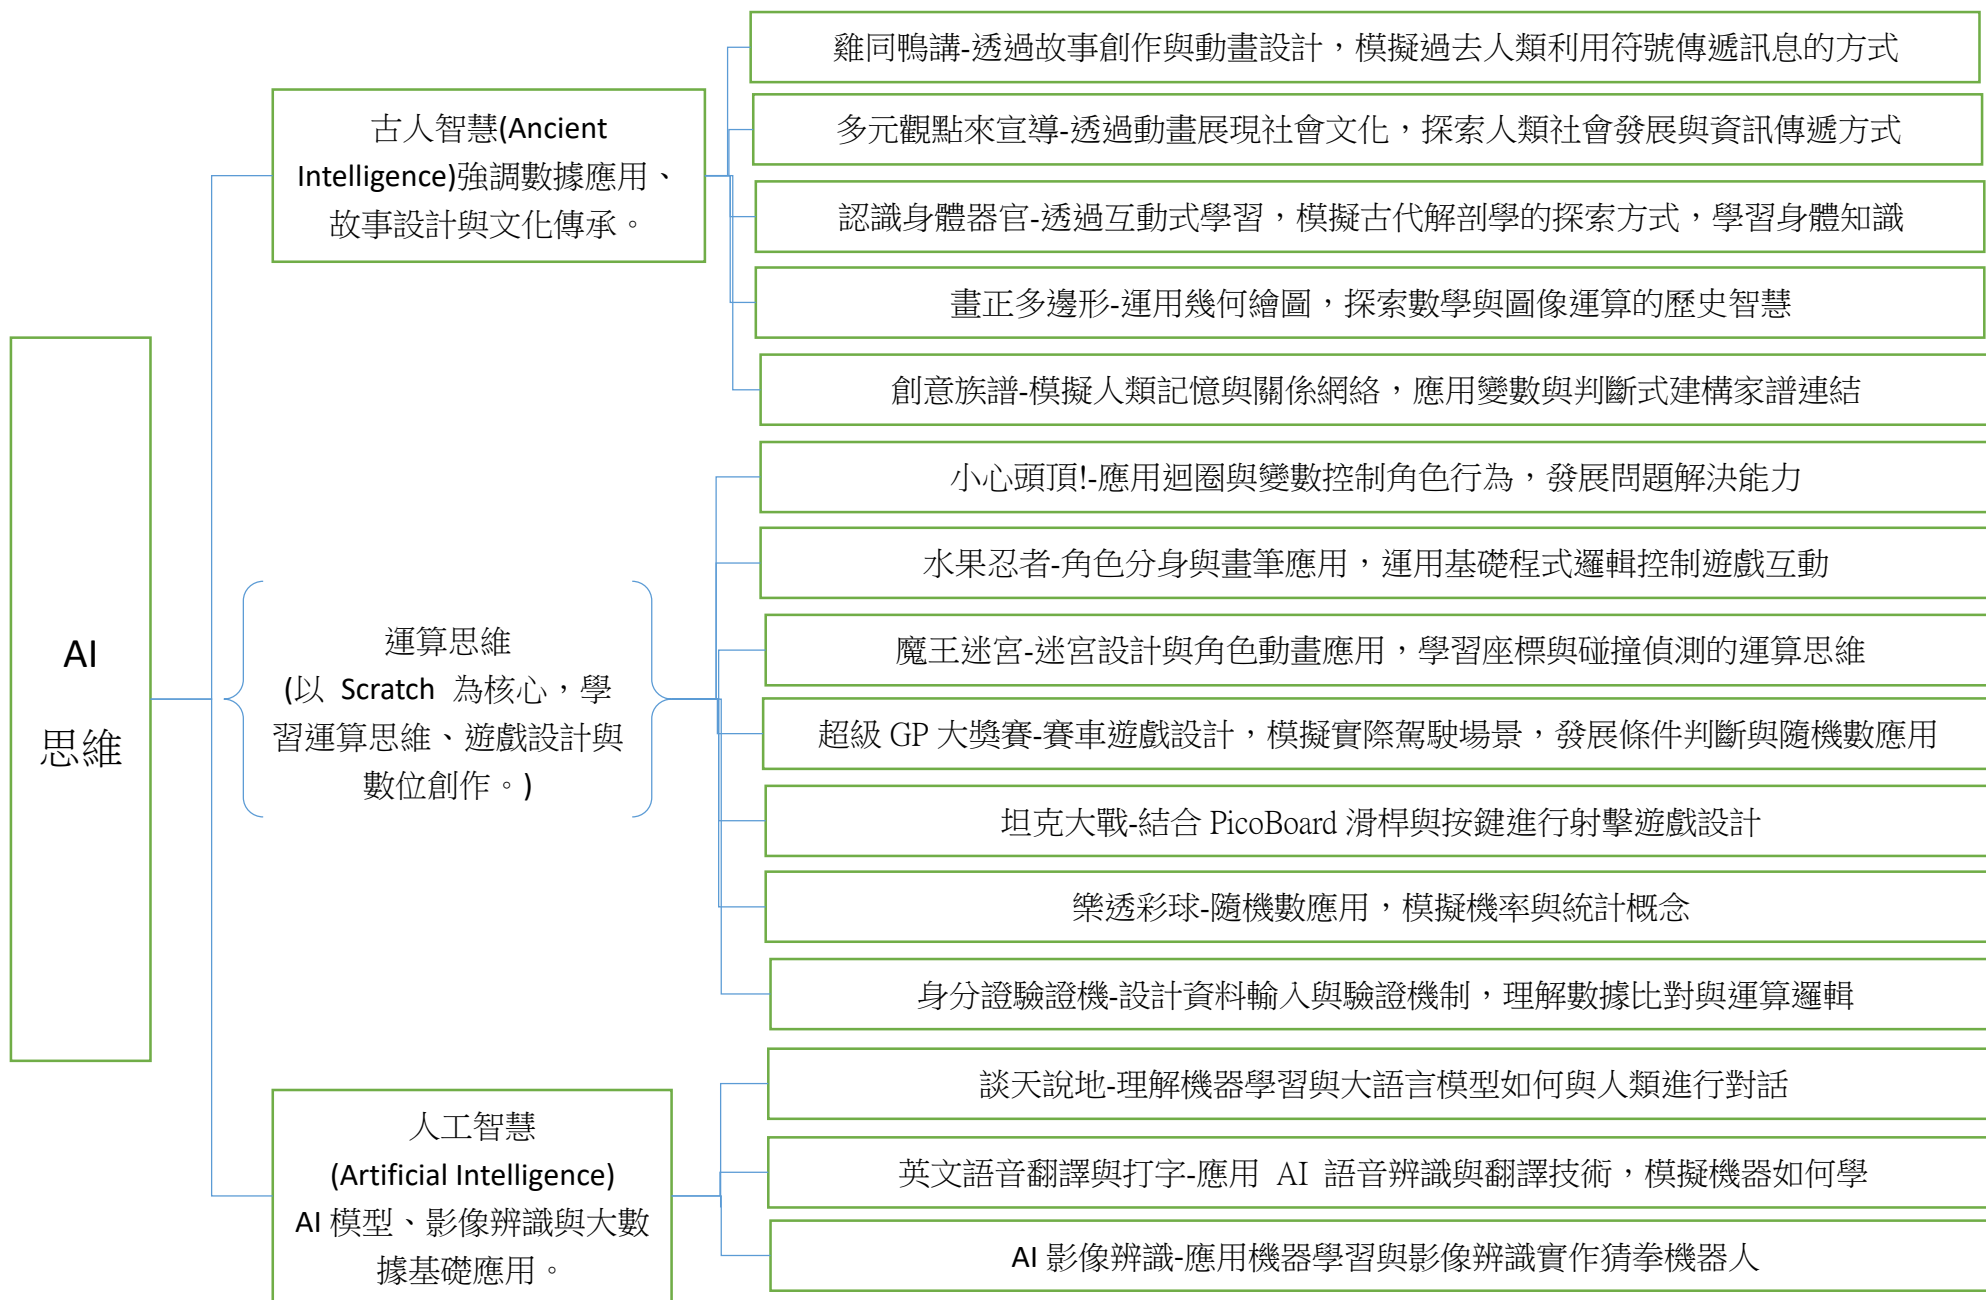 AI
思維
古人智慧(Ancient
Intelligence)強調數據應用、
故事設計與文化傳承。
雞同鴨講-透過故事創作與動畫設計，模擬過去人類利用符號傳遞訊息的方式
多元觀點來宣導-透過動畫展現社會文化，探索人類社會發展與資訊傳遞方式
認識身體器官-透過互動式學習，模擬古代解剖學的探索方式，學習身體知識
畫正多邊形-運用幾何繪圖，探索數學與圖像運算的歷史智慧
創意族譜-模擬人類記憶與關係網絡，應用變數與判斷式建構家譜連結
運算思維
(以 Scratch 為核心，學
習運算思維、遊戲設計與
數位創作。)
小心頭頂!-應用迴圈與變數控制角色行為，發展問題解決能力
水果忍者-角色分身與畫筆應用，運用基礎程式邏輯控制遊戲互動
魔王迷宮-迷宮設計與角色動畫應用，學習座標與碰撞偵測的運算思維
超級 GP 大獎賽-賽車遊戲設計，模擬實際駕駛場景，發展條件判斷與隨機數應用
坦克大戰-結合 PicoBoard 滑桿與按鍵進行射擊遊戲設計
樂透彩球-隨機數應用，模擬機率與統計概念
身分證驗證機-設計資料輸入與驗證機制，理解數據比對與運算邏輯
人工智慧
(Artificial Intelligence)
AI 模型、影像辨識與大數
據基礎應用。
談天說地-理解機器學習與大語言模型如何與人類進行對話
英文語音翻譯與打字-應用 AI 語音辨識與翻譯技術，模擬機器如何學
AI 影像辨識-應用機器學習與影像辨識實作猜拳機器人